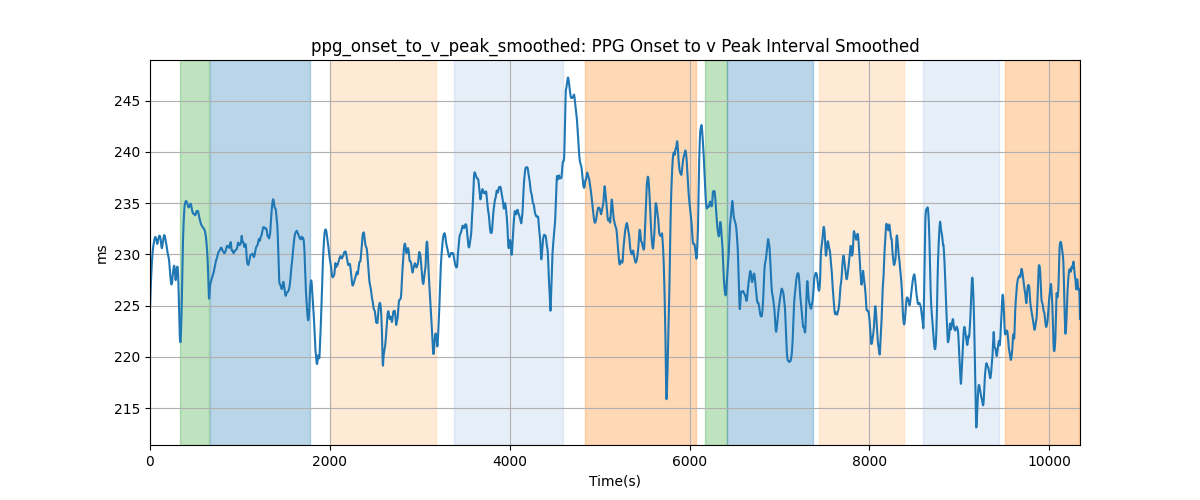 ppg_onset_to_v_peak_smoothed: PPG Onset to v Peak Interval Smoothed
245
240
235
230
225
220
215
ms
0 2000 4000 6000 8000 10000
Time(s)